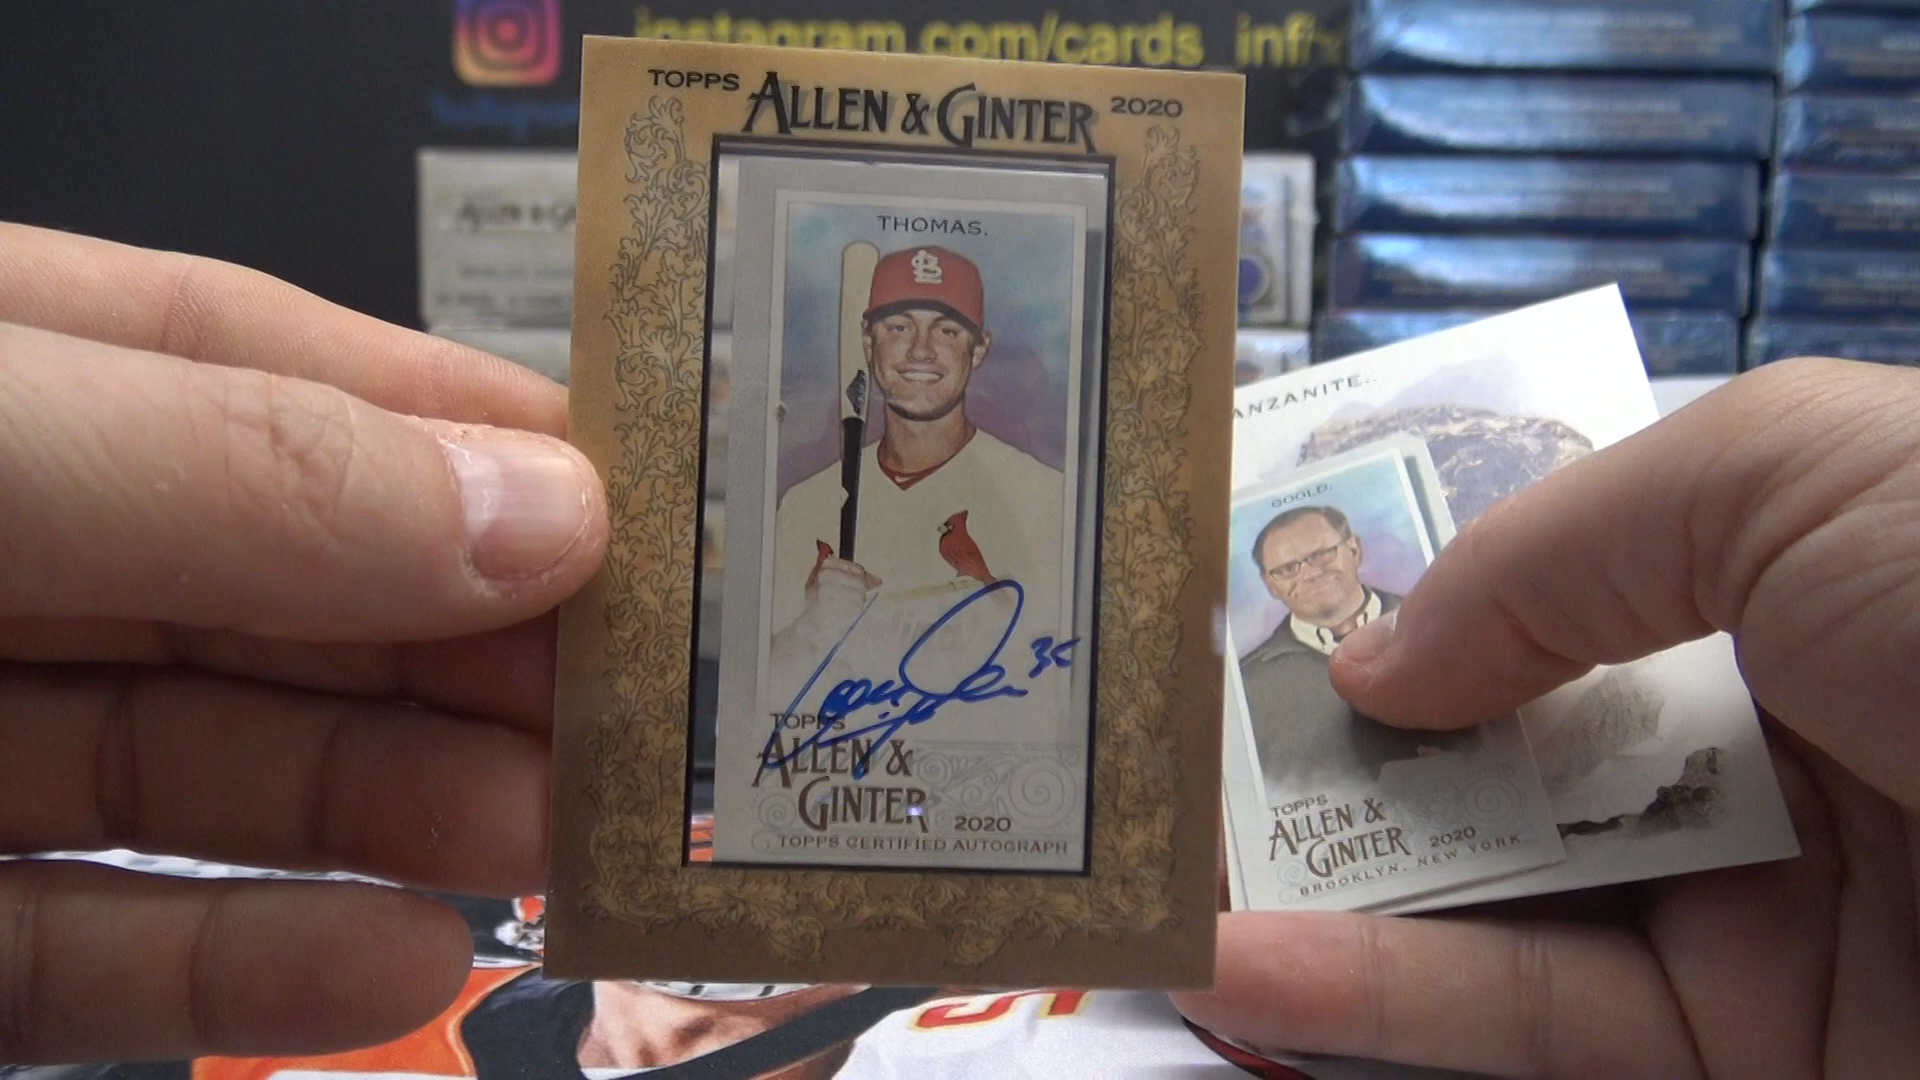 instagram.com/cards_inf
TOPPS ALLEN & GINTER 2020
THOMAS.
35
TOPPS
ALLEN &
GINTER 2020
TOPPS CERTIFIED AUTOGRAPH
ANZANITE.
GOOLD.
TOPPS
ALLEN &
GINTER 2020
BROOKLYN, NEW YORK.